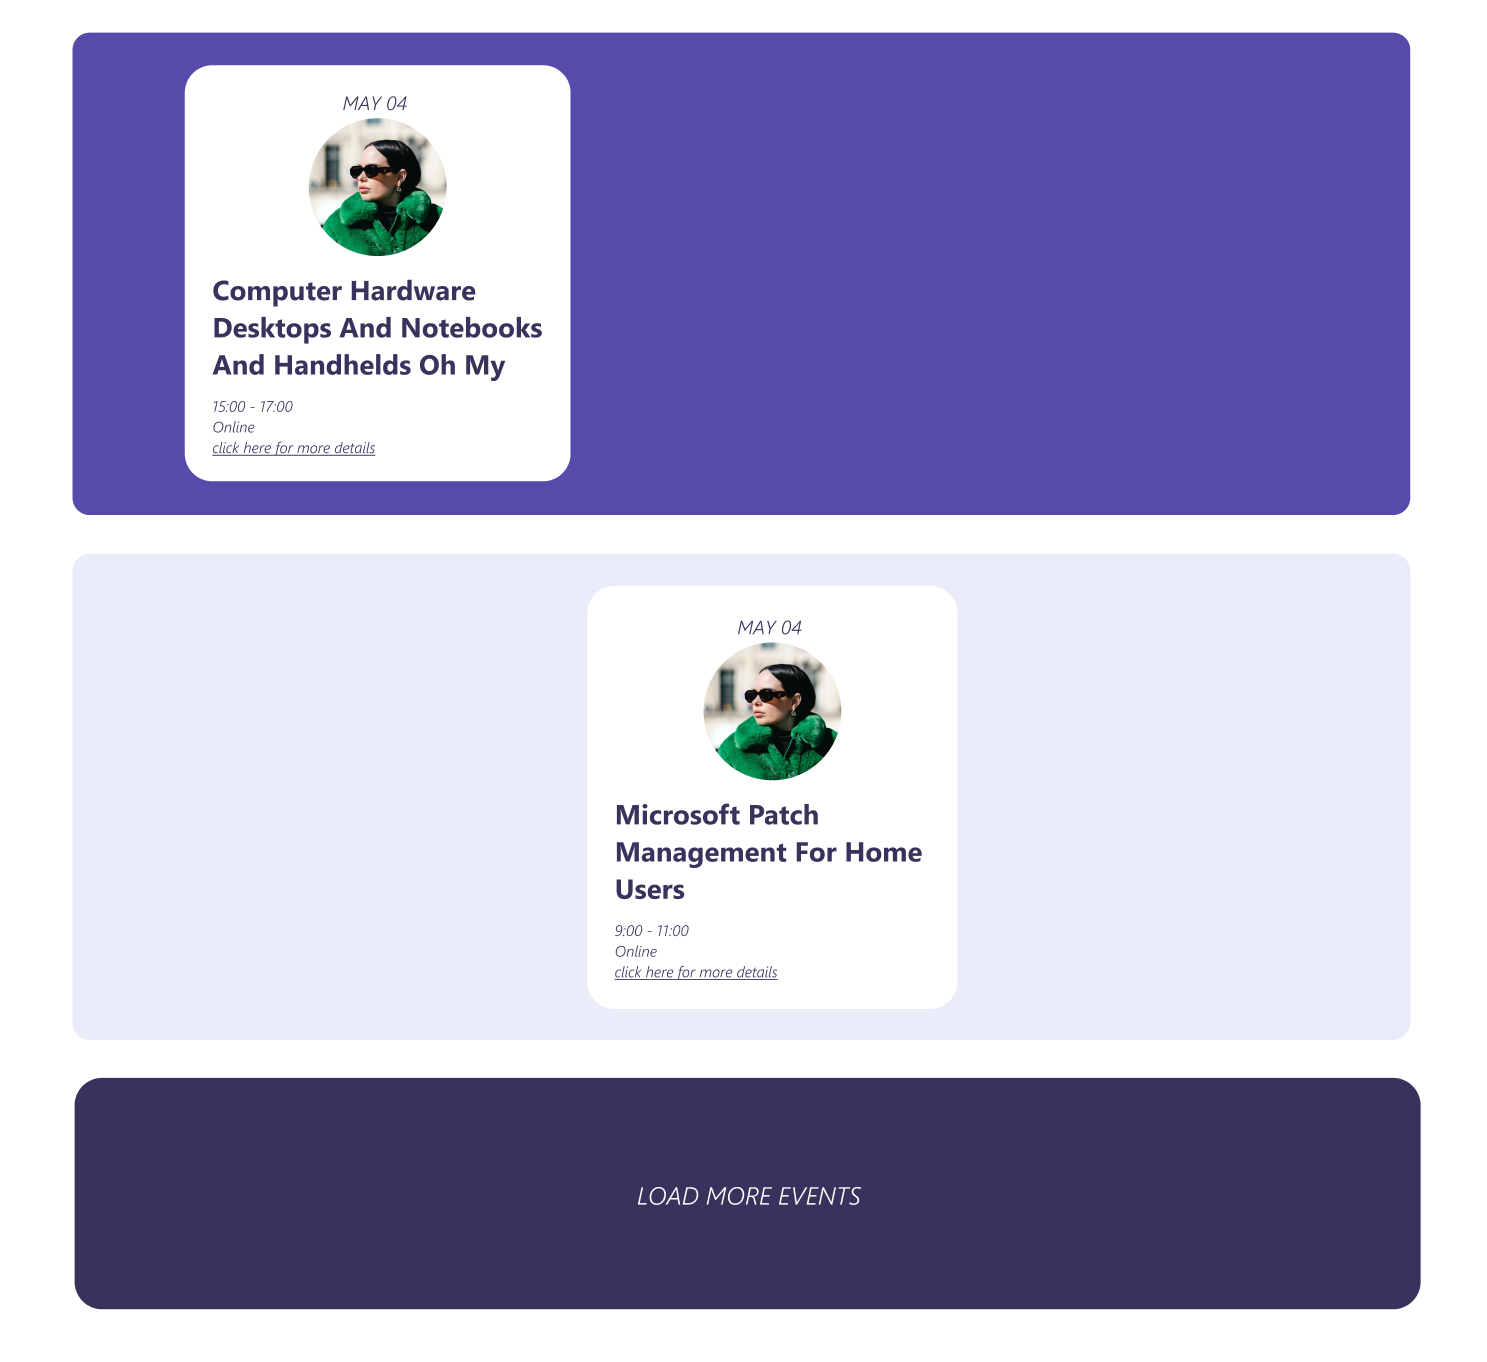 MAY 04
Computer Hardware
Desktops And Notebooks
And Handhelds Oh My
15:00 - 17:00
Online
click here for more details
MAY 04
Microsoft Patch
Management For Home
Users
9:00 - 11:00
Online
click here for more details
LOAD MORE EVENTS